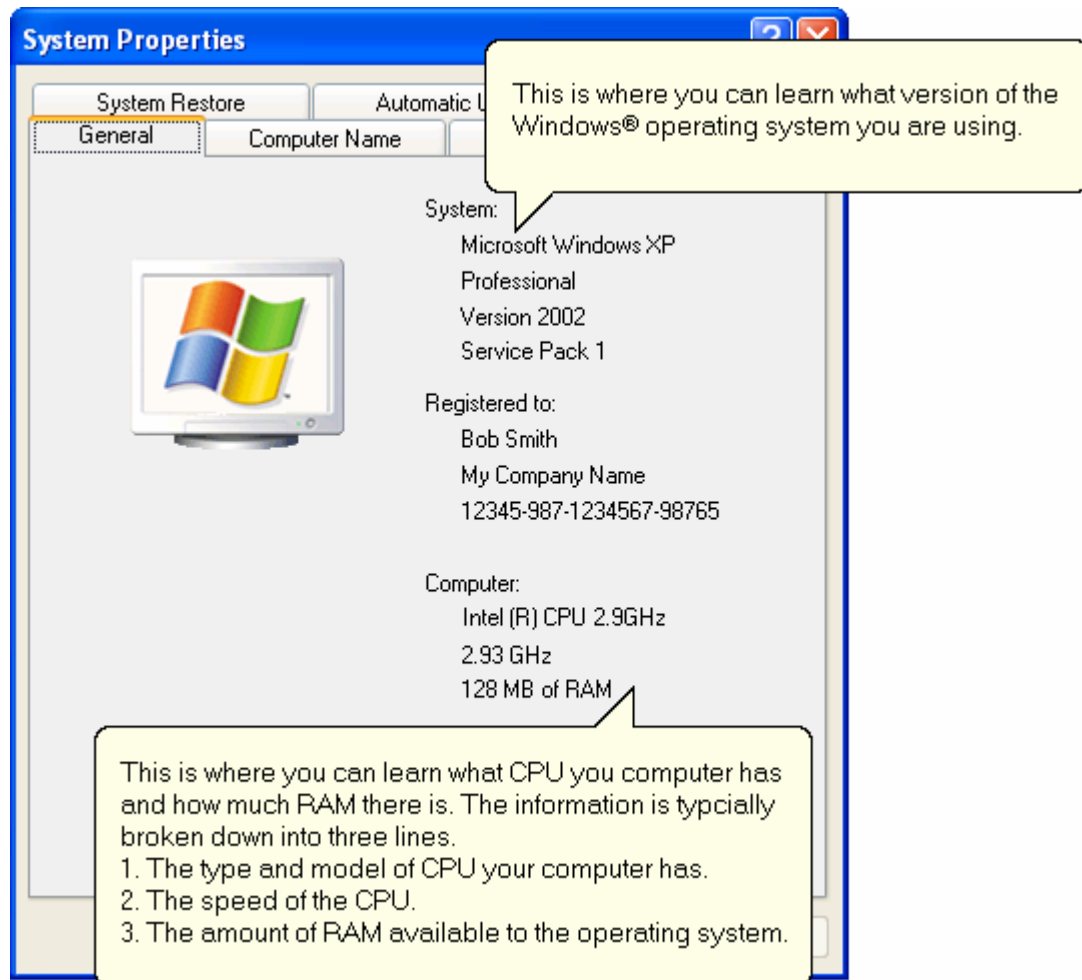 System Properties
System Restore
Automatic U
This is where you can learn what version of the
Windows® operating system you are using.
General
Computer Name
System:
Microsoft Windows XP
Professional
Version 2002
Service Pack 1
Registered to:
Bob Smith
My Company Name
12345-987-1234567-98765
Computer:
Intel (R) CPU 2.9GHz
2.93 GHz
128 MB of RAM
This is where you can learn what CPU you computer has
and how much RAM there is. The information is typcially
broken down into three lines.
1. The type and model of CPU your computer has.
2. The speed of the CPU.
3. The amount of RAM available to the operating system.